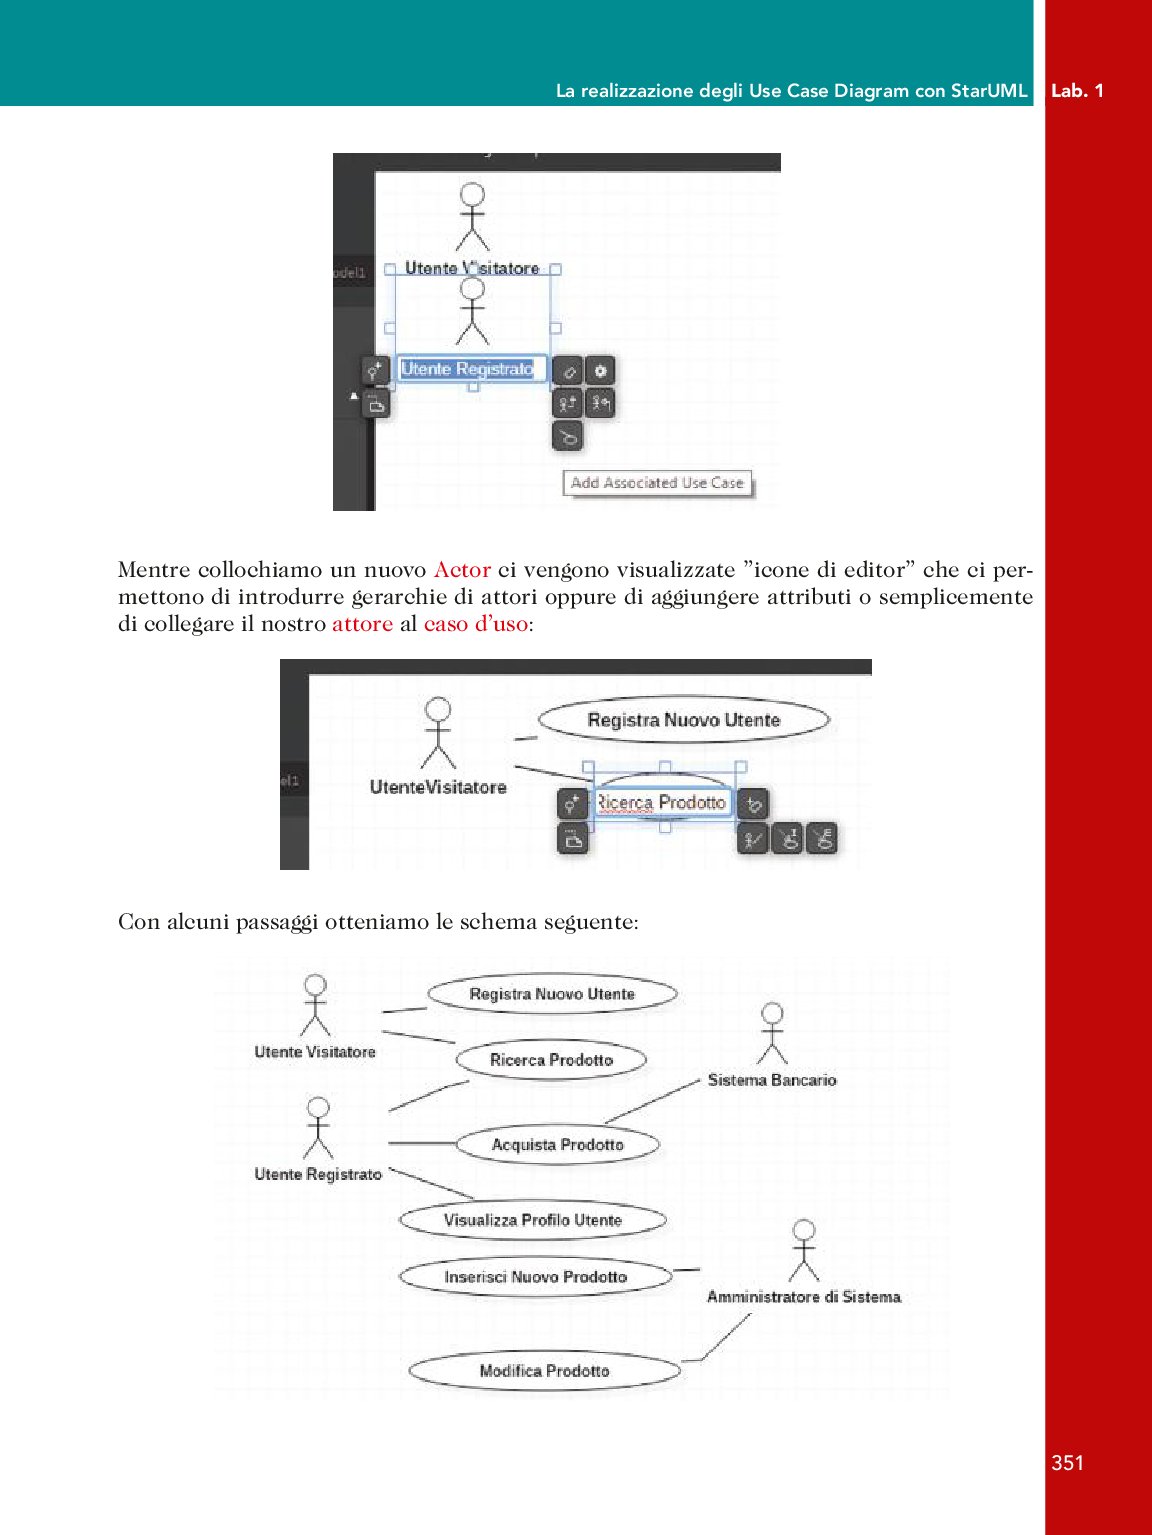 La realizzazione degli Use Case Diagram con StarUML Lab. 1
Utente Visitatore
odel1
Utente Registrato
Add Associated Use Case
Mentre collochiamo un nuovo Actor ci vengono visualizzate ”icone di editor” che ci per-
mettono di introdurre gerarchie di attori oppure di aggiungere attributi o semplicemente
di collegare il nostro attore al caso d’uso:
Registra Nuovo Utente
el1
UtenteVisitatore
Ricerca Prodotto
Con alcuni passaggi otteniamo le schema seguente:
Registra Nuovo Utente
Utente Visitatore
Ricerca Prodotto
Sistema Bancario
Acquista Prodotto
Utente Registrato
Visualizza Profilo Utente
Inserisci Nuovo Prodotto
Amministratore di Sistema
Modifica Prodotto
351